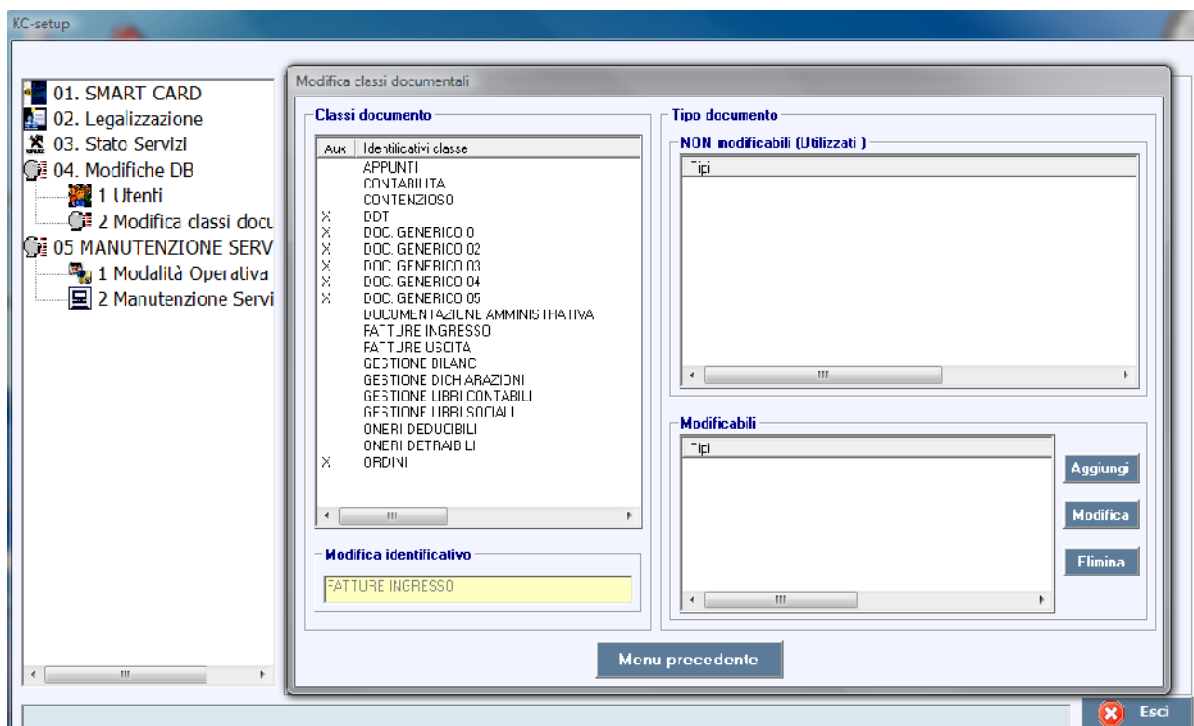 KC-setup
01. SMART CARD
02. Legalizzazione
03. Stato Servizi
04. Modifiche DB
1 Utenti
2 Modifica classi docu
05 MANUTENZIONE SERV
1 Modalità Operativa
2 Manutenzione Servi
Modifica classi documentali
Classi documento
Aux Identificativi classe
APPUNTI
CONTABILITA
CONTENZIOSO
X DDT
X DOC. GENERICO 0
X DOC. GENERICO 02
X DOC. GENERICO 03
X DOC. GENERICO 04
X DOC. GENERICO 05
DOCUMENTAZIONE AMMINISTRATIVA
FATTURE INGRESSO
FATTURE USCITA
GESTIONE BILANC
GESTIONE DICHIARAZIONI
GESTIONE LIBRI CONTABILI
GESTIONE LIBRI SOCIALI
ONERI DEDUCIBILI
ONERI DETRAIBILI
X ORDINI
Modifica identificativo
FATTURE INGRESSO
Tipo documento
NON modificabili (Utilizzati )
Tipi
Modificabili
Tipi
Aggiungi
Modifica
Elimina
Menu precedente
Esci